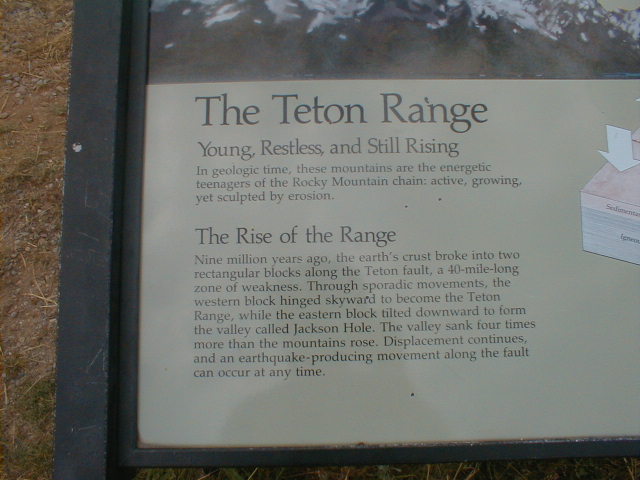 The Teton Range
Young, Restless, and Still Rising
In geologic time, these mountains are the energetic
teenagers of the Rocky Mountain chain: active, growing,
yet sculpted by erosion.
The Rise of the Range
Nine million years ago, the earth's crust broke into two
rectangular blocks along the Teton fault, a 40-mile-long
zone of weakness. Through sporadic movements, the
western block hinged skyward to become the Teton
Range, while the eastern block tilted downward to form
the valley called Jackson Hole. The valley sank four times
more than the mountains rose. Displacement continues,
and an earthquake-producing movement along the fault
can occur at any time.